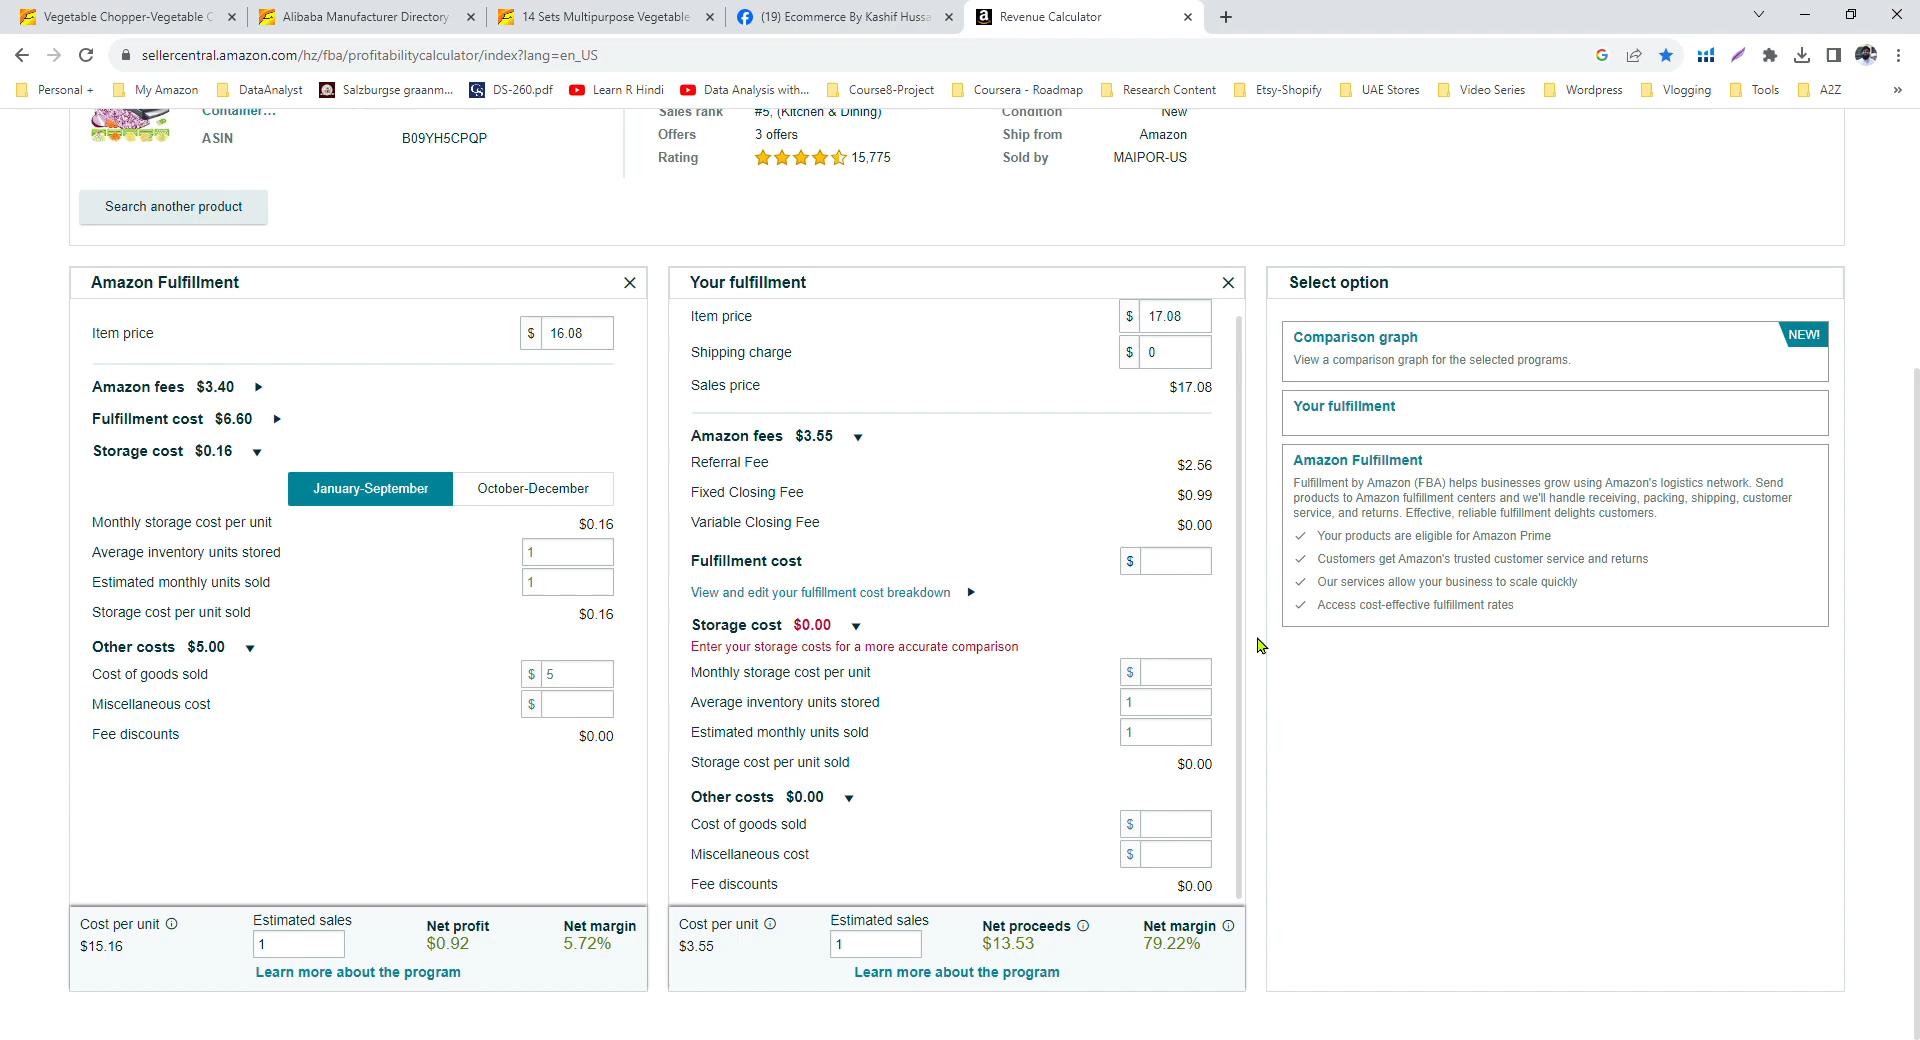 Vegetable Chopper-Vegetable C
Alibaba Manufacturer Directory
14 Sets Multipurpose Vegetable
(19) Ecommerce By Kashif Hussa
Revenue Calculator
sellercentral.amazon.com/hz/fba/profitabilitycalculator/index?lang=en_US
Personal +
My Amazon
DataAnalyst
Salzburgse graanm...
DS-260.pdf
Learn R Hindi
Data Analysis with...
Course8-Project
Coursera - Roadmap
Research Content
Etsy-Shopify
UAE Stores
Video Series
Wordpress
Vlogging
Tools
A2Z
»
Container...
ASIN B09YH5CPQP
Sales rank #5, (Kitchen & Dining)
Offers 3 offers
Rating 15,775
Condition New
Ship from Amazon
Sold by MAIPOR-US
Search another product
Amazon Fulfillment
Item price $ 16.08
Amazon fees $3.40
Fulfillment cost $6.60
Storage cost $0.16
January-September October-December
Monthly storage cost per unit $0.16
Average inventory units stored 1
Estimated monthly units sold 1
Storage cost per unit sold $0.16
Other costs $5.00
Cost of goods sold $ 5
Miscellaneous cost $
Fee discounts $0.00
Cost per unit
$15.16
Estimated sales
1
Net profit
$0.92
Net margin
5.72%
Learn more about the program
Your fulfillment
Item price $ 17.08
Shipping charge $ 0
Sales price $17.08
Amazon fees $3.55
Referral Fee $2.56
Fixed Closing Fee $0.99
Variable Closing Fee $0.00
Fulfillment cost $
View and edit your fulfillment cost breakdown
Storage cost $0.00
Enter your storage costs for a more accurate comparison
Monthly storage cost per unit $
Average inventory units stored 1
Estimated monthly units sold 1
Storage cost per unit sold $0.00
Other costs $0.00
Cost of goods sold $
Miscellaneous cost $
Fee discounts $0.00
Cost per unit
$3.55
Estimated sales
1
Net proceeds
$13.53
Net margin
79.22%
Learn more about the program
Select option
Comparison graph NEW!
View a comparison graph for the selected programs.
Your fulfillment
Amazon Fulfillment
Fulfillment by Amazon (FBA) helps businesses grow using Amazon's logistics network. Send
products to Amazon fulfillment centers and we'll handle receiving, packing, shipping, customer
service, and returns. Effective, reliable fulfillment delights customers.
Your products are eligible for Amazon Prime
Customers get Amazon's trusted customer service and returns
Our services allow your business to scale quickly
Access cost-effective fulfillment rates